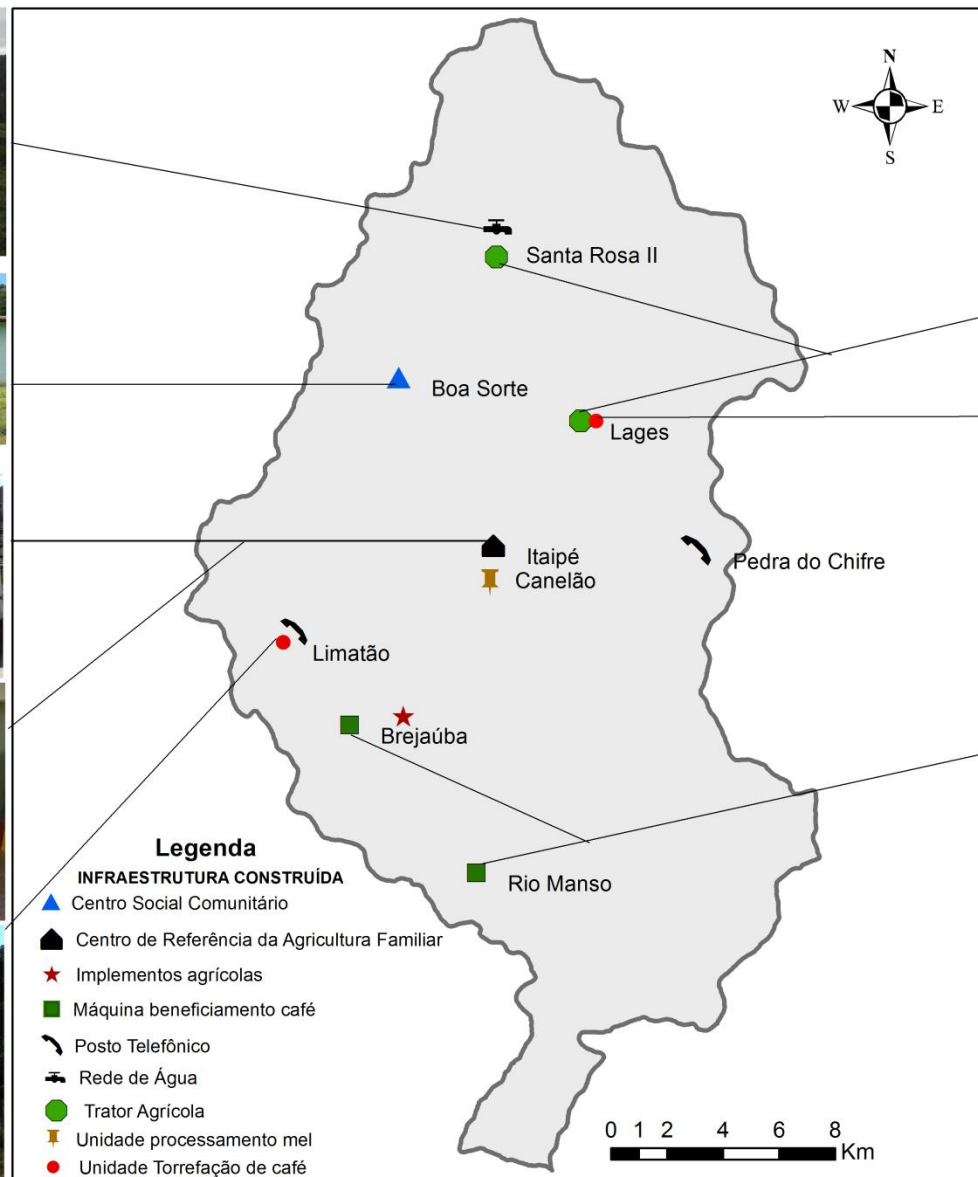 N
W E
S
Santa Rosa II
Boa Sorte
Lages
Itaipé
Canelão
Pedra do Chifre
Limatão
Brejaúba
Rio Manso
Legenda
INFRAESTRUTURA CONSTRUÍDA
Centro Social Comunitário
Centro de Referência da Agricultura Familiar
Implementos agrícolas
Máquina beneficiamento café
Posto Telefônico
Rede de Água
Trator Agrícola
Unidade processamento mel
Unidade Torrefação de café
0 1 2 4 6 8
Km